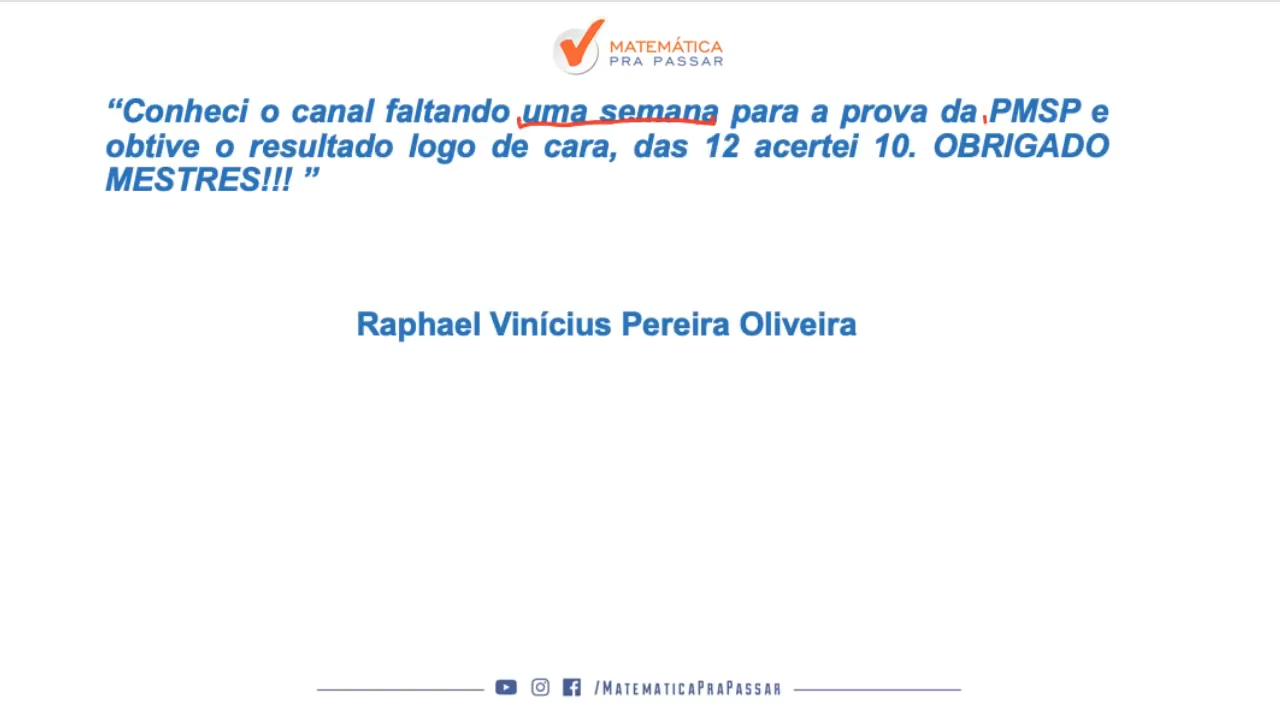 MATEMÁTICA
PRA PASSAR
“Conheci o canal faltando uma semana para a prova da PMSP e
obtive o resultado logo de cara, das 12 acertei 10. OBRIGADO
MESTRES!!! ”
Raphael Vinícius Pereira Oliveira
/MATEMATICAPRAPASSAR